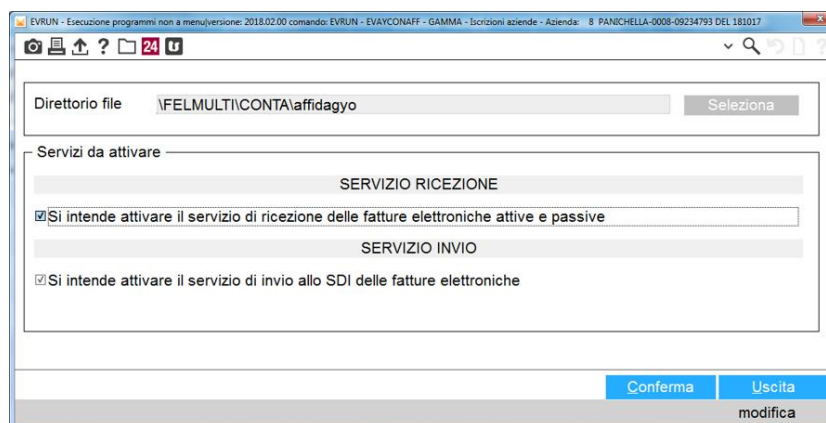 EVRUN - Esecuzione programmi non a menu|versione: 2018.02.00 comando: EVRUN - EVAYCONAFF - GAMMA - Iscrizioni aziende - Azienda: 8 PANICHELLA-0008-09234793 DEL 181017
? 24 U
Direttorio file \FELMULTI\CONTA\affidagyo Seleziona
Servizi da attivare
SERVIZIO RICEZIONE
Si intende attivare il servizio di ricezione delle fatture elettroniche attive e passive
SERVIZIO INVIO
Si intende attivare il servizio di invio allo SDI delle fatture elettroniche
Conferma Uscita
modifica